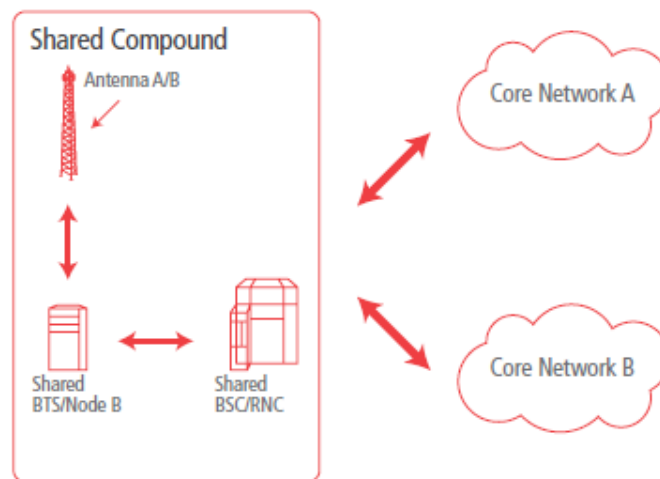 Shared Compound
Antenna A/B
Core Network A
Shared
BTS/Node B
Shared
BSC/RNC
Core Network B